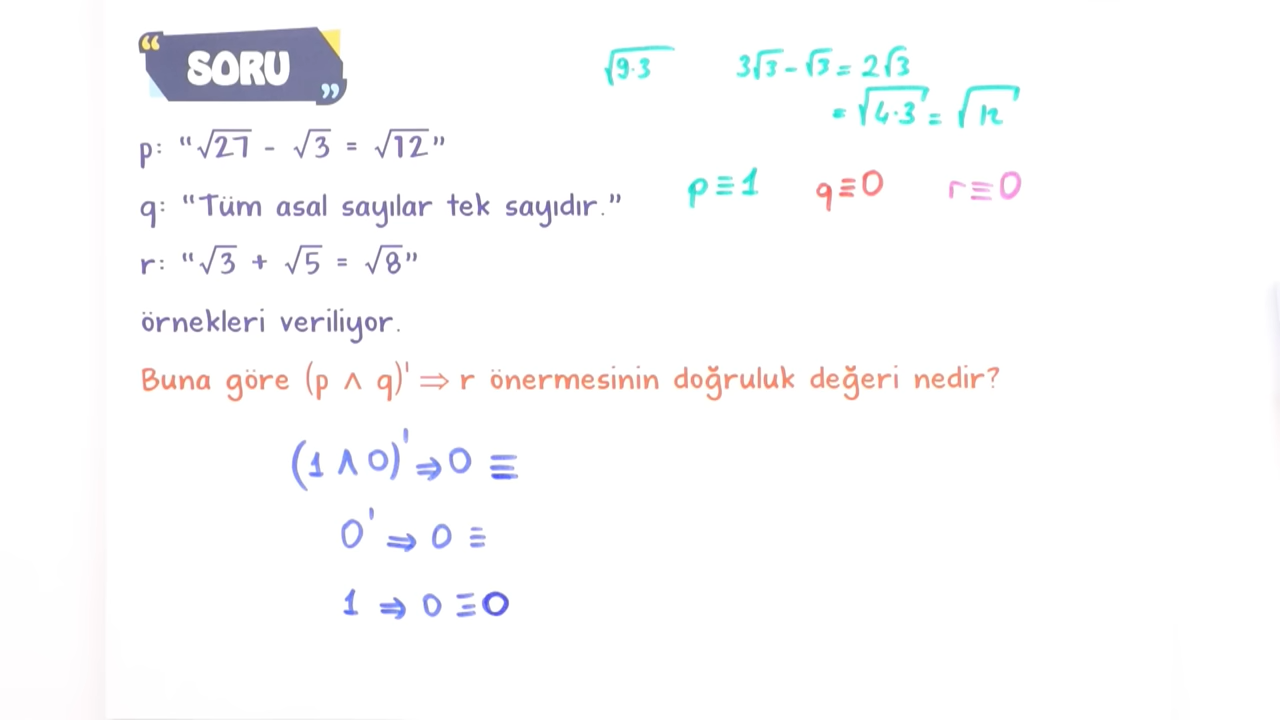 “ SORU ”
√9·3 3√3 - √3 = 2√3
= √4·3 = √12
p: “√27 - √3 = √12”
p ≡ 1 q ≡ 0 r ≡ 0
q: “Tüm asal sayılar tek sayıdır.”
r: “√3 + √5 = √8”
örnekleri veriliyor.
Buna göre (p ∧ q)' ⇒ r önermesinin doğruluk değeri nedir?
(1 ∧ 0)' ⇒ 0 ≡
0' ⇒ 0 ≡
1 ⇒ 0 ≡ 0